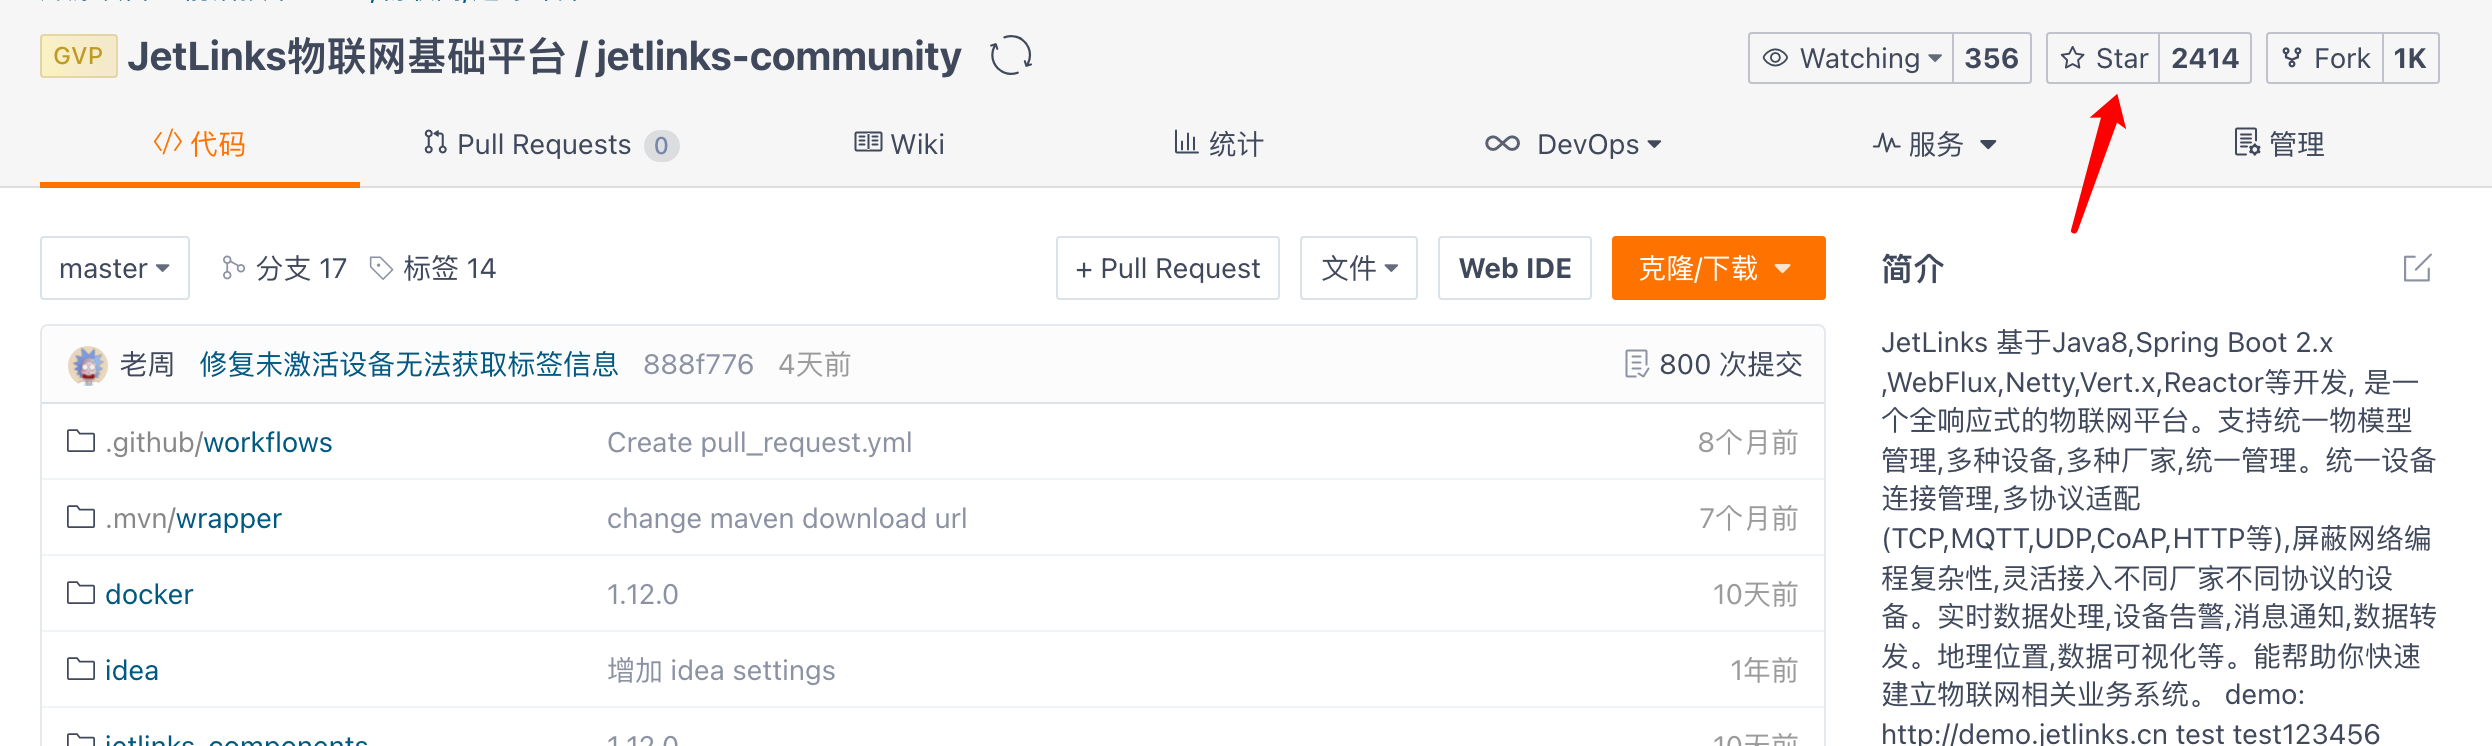 GVP JetLinks物联网基础平台 / jetlinks-community
Watching 356 Star 2414 Fork 1K
代码 Pull Requests 0 Wiki 统计 DevOps 服务 管理
master 分支 17 标签 14 + Pull Request 文件 Web IDE 克隆/下载
老周 修复未激活设备无法获取标签信息 888f776 4天前 800 次提交
.github/workflows Create pull_request.yml 8个月前
.mvn/wrapper change maven download url 7个月前
docker 1.12.0 10天前
idea 增加 idea settings 1年前
jetlinks-components 1.12.0 10天前
简介
JetLinks 基于Java8,Spring Boot 2.x
,WebFlux,Netty,Vert.x,Reactor等开发, 是一
个全响应式的物联网平台。支持统一物模型
管理,多种设备,多种厂家,统一管理。统一设备
连接管理,多协议适配
(TCP,MQTT,UDP,CoAP,HTTP等),屏蔽网络编
程复杂性,灵活接入不同厂家不同协议的设
备。实时数据处理,设备告警,消息通知,数据转
发。地理位置,数据可视化等。能帮助你快速
建立物联网相关业务系统。 demo:
http://demo.jetlinks.cn test test123456